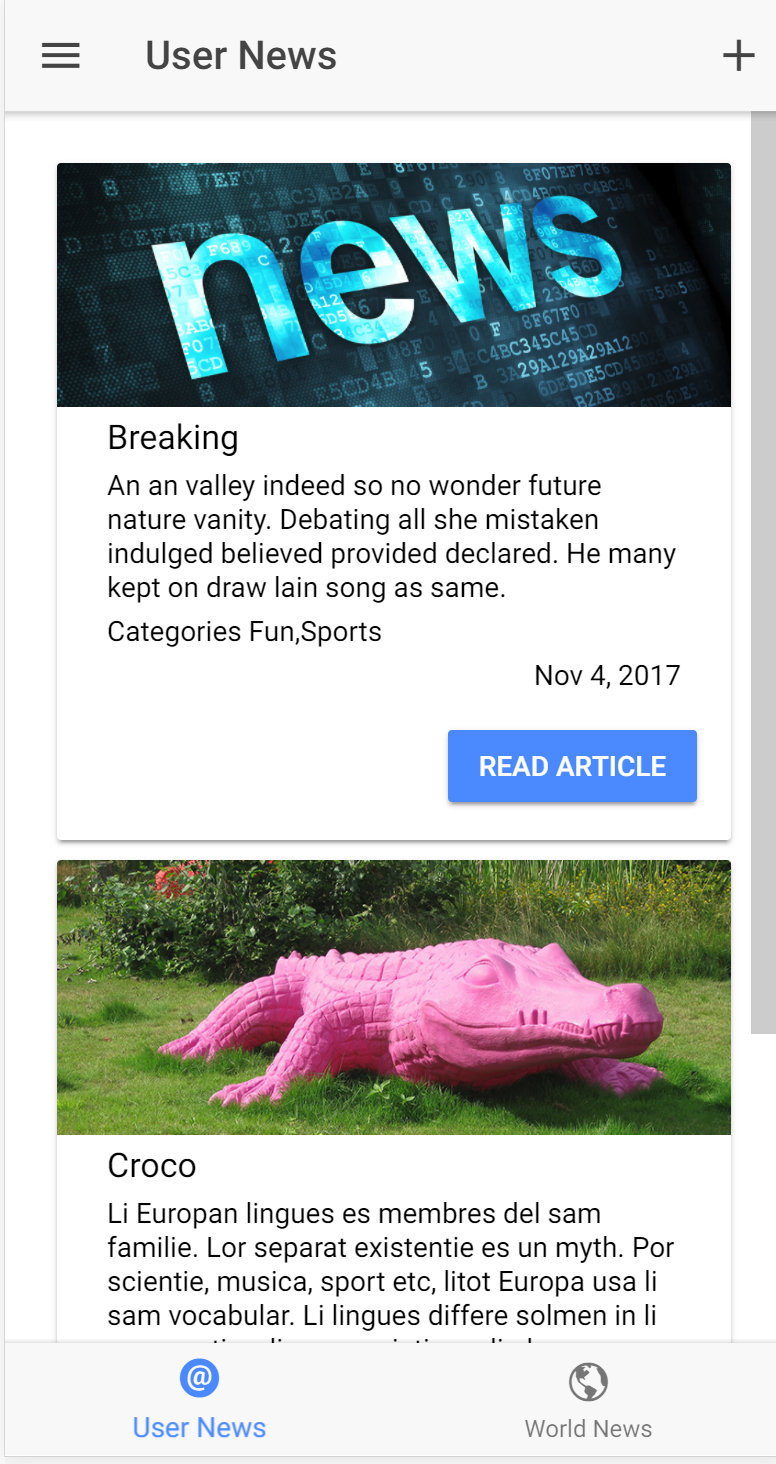 User News
news
Breaking
An an valley indeed so no wonder future
nature vanity. Debating all she mistaken
indulged believed provided declared. He many
kept on draw lain song as same.
Categories Fun,Sports
Nov 4, 2017
READ ARTICLE
Croco
Li Europan lingues es membres del sam
familie. Lor separat existentie es un myth. Por
scientie, musica, sport etc, litot Europa usa li
sam vocabular. Li lingues differe solmen in li
@
User News
World News